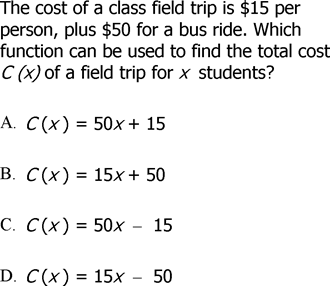 The cost of a class field trip is $15 per
person, plus $50 for a bus ride. Which
function can be used to find the total cost
C (x) of a field trip for x students?
A. C (x) = 50x + 15
B. C (x) = 15x + 50
C. C (x) = 50x – 15
D. C (x) = 15x – 50